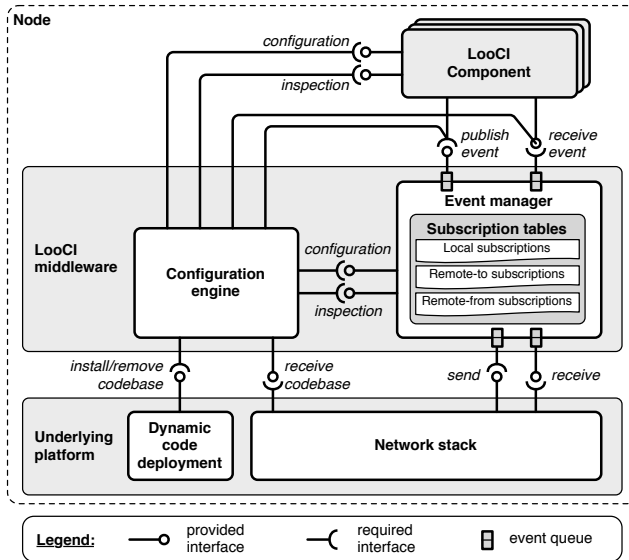 Node
configuration
inspection
LooCI
Component
publish
event
receive
event
LooCI
middleware
Configuration
engine
configuration
inspection
Event manager
Subscription tables
Local subscriptions
Remote-to subscriptions
Remote-from subscriptions
install/remove
codebase
receive
codebase
send
receive
Underlying
platform
Dynamic
code
deployment
Network stack
Legend:
provided
interface
required
interface
event queue